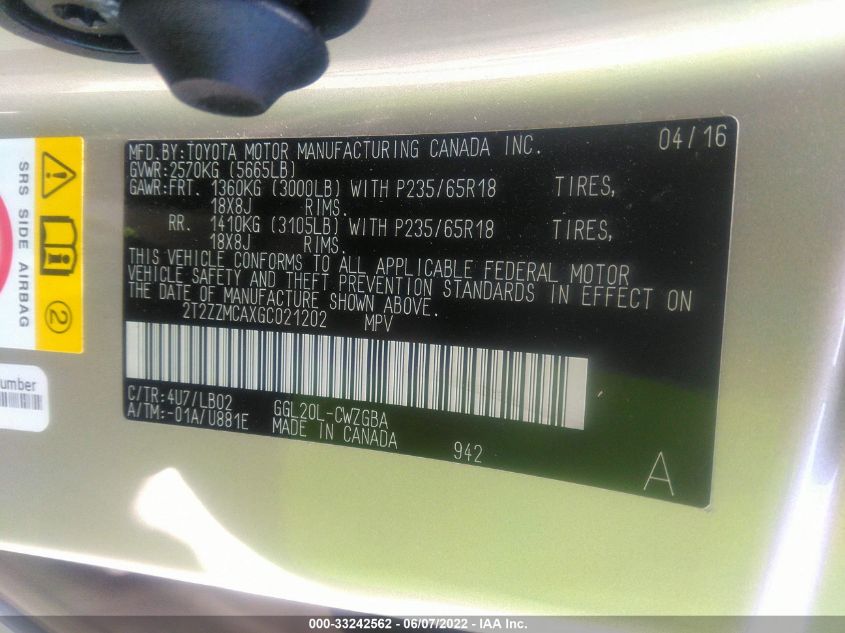 MFD.BY:TOYOTA MOTOR MANUFACTURING CANADA INC. 04/16
GVWR:2570KG (5665LB)
GAWR:FRT. 1360KG (3000LB) WITH P235/65R18 TIRES,
18X8J RIMS.
RR. 1410KG (3105LB) WITH P235/65R18 TIRES,
18X8J RIMS.
THIS VEHICLE CONFORMS TO ALL APPLICABLE FEDERAL MOTOR
VEHICLE SAFETY AND THEFT PREVENTION STANDARDS IN EFFECT ON
THE DATE OF MANUFACTURE SHOWN ABOVE.
2T2ZZMCAXGC021202 MPV
C/TR:4U7/LB02 GGL20L-CWZGBA
A/TM:-01A/U881E MADE IN CANADA 942
A
SRS SIDE AIRBAG
2
umber
000-33242562 - 06/07/2022 - IAA Inc.